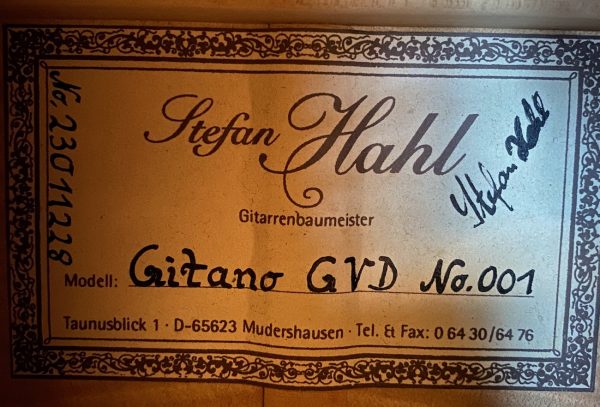 No. 23011228
Stefan Hahl
Stefan Hahl
Gitarrenbaumeister
Modell: Gitano GVD No.001
Taunusblick 1 · D-65623 Mudershausen · Tel. & Fax: 0 64 30/64 76